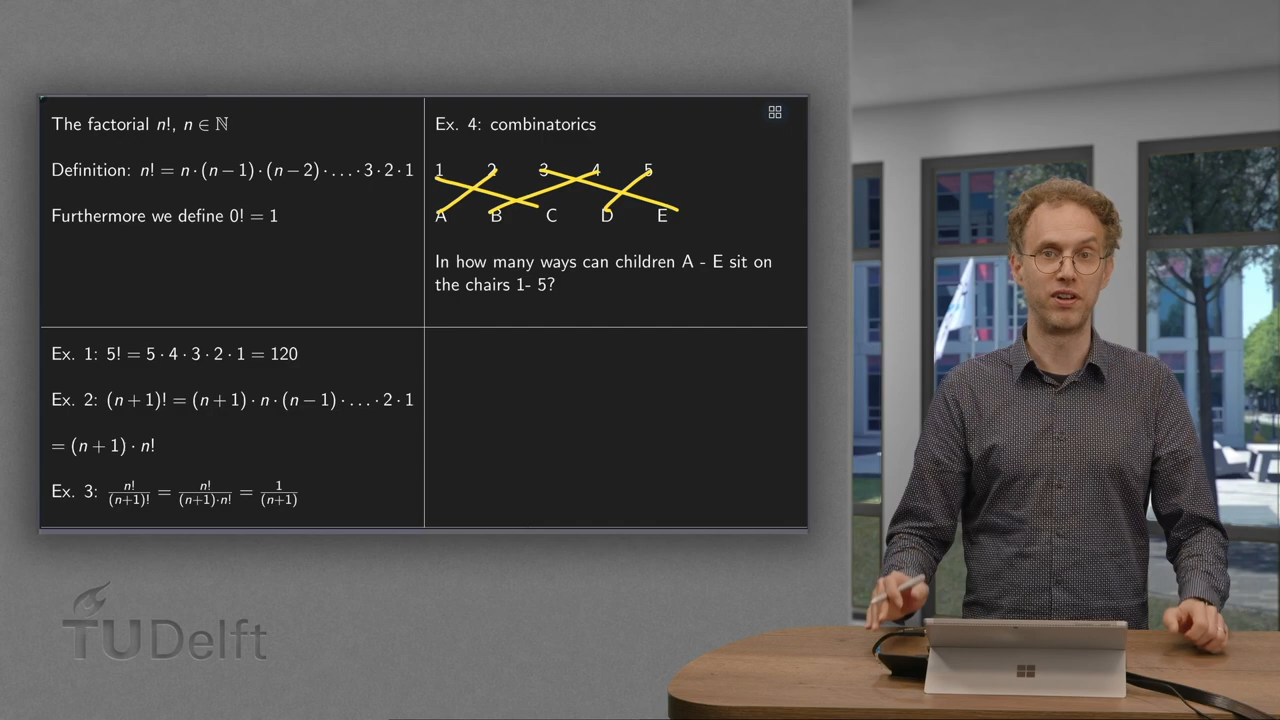 The factorial n!, n ∈ ℕ
Definition: n! = n · (n − 1) · (n − 2) · . . . · 3 · 2 · 1
Furthermore we define 0! = 1
Ex. 4: combinatorics
1 2 3 4 5
A B C D E
In how many ways can children A - E sit on
the chairs 1- 5?
Ex. 1: 5! = 5 · 4 · 3 · 2 · 1 = 120
Ex. 2: (n + 1)! = (n + 1) · n · (n − 1) · . . . · 2 · 1
= (n + 1) · n!
Ex. 3: n!/(n+1)! = n!/((n+1)·n!) = 1/(n+1)
TUDelft